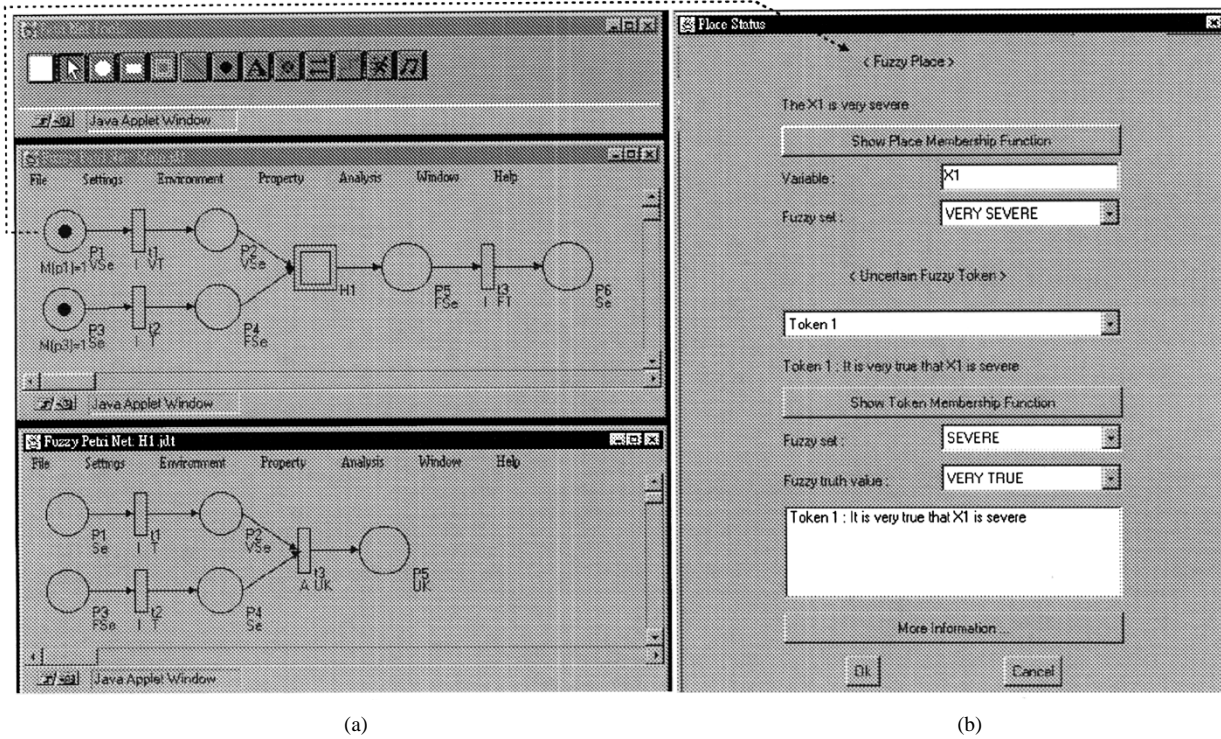 Java Applet Window
Fuzzy Petri Net: Main.jdt
File Settings Environment Property Analysis Window Help
P1
VSe
M(p1)=1
t1
I VT
P2
VSe
H1
P5
FSe
t3
I FT
P6
Se
P3
Se
M(p3)=1
t2
I T
P4
FSe
Java Applet Window
Fuzzy Petri Net: H1.jdt
File Settings Environment Property Analysis Window Help
P1
Se
t1
I T
P2
VSe
t3
A UK
P5
UK
P3
FSe
t2
I T
P4
Se
Java Applet Window
(a)
Place Status
< Fuzzy Place >
The X1 is very severe
Show Place Membership Function
Variable : X1
Fuzzy set : VERY SEVERE
< Uncertain Fuzzy Token >
Token 1
Token 1 : It is very true that X1 is severe
Show Token Membership Function
Fuzzy set : SEVERE
Fuzzy truth value : VERY TRUE
Token 1 : It is very true that X1 is severe
More Information ...
Ok Cancel
(b)